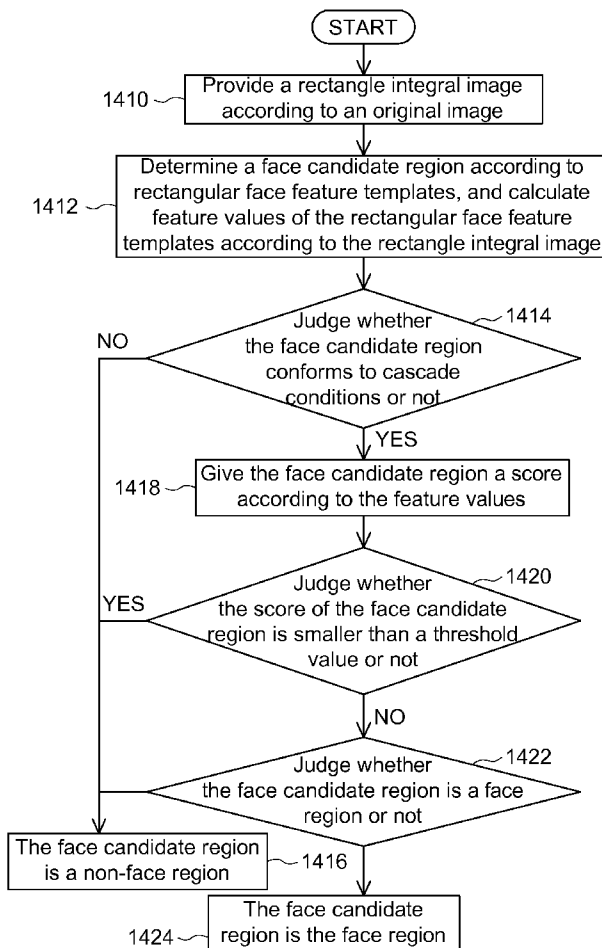 START
1410
Provide a rectangle integral image
according to an original image
1412
Determine a face candidate region according to
rectangular face feature templates, and calculate
feature values of the rectangular face feature
templates according to the rectangle integral image
1414
Judge whether
the face candidate region
conforms to cascade
conditions or not
NO
YES
1418
Give the face candidate region a score
according to the feature values
1420
Judge whether
the score of the face candidate
region is smaller than a threshold
value or not
YES
NO
1422
Judge whether
the face candidate region is a face
region or not
The face candidate region
is a non-face region
1416
The face candidate
region is the face region
1424